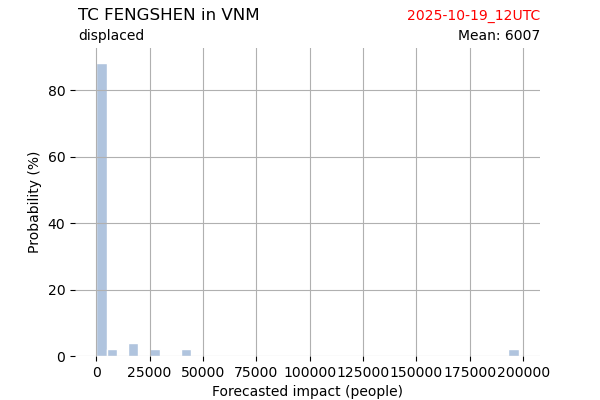 TC FENGSHEN in VNM
2025-10-19_12UTC
displaced
Mean: 6007
Probability (%)
80
60
40
20
0
0 25000 50000 75000 100000 125000 150000 175000 200000
Forecasted impact (people)